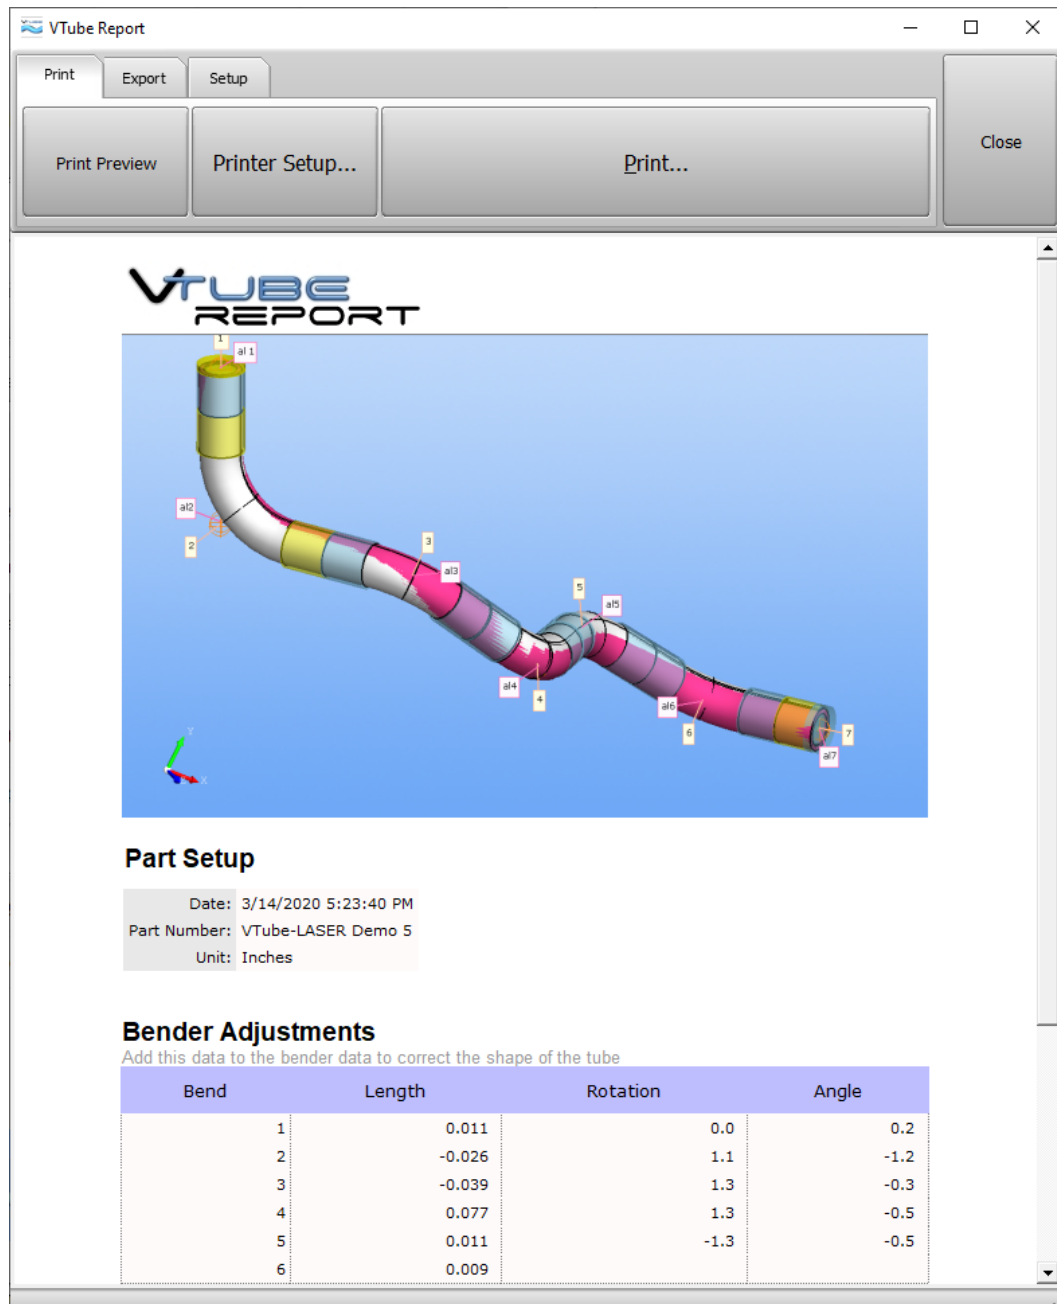 VTube Report
Print Export Setup
Print Preview Printer Setup... Print... Close
VTUBE
REPORT
1
al 1
al2
2
3
al3
5
al5
al4
4
al6
6
7
al7
Y
X
Part Setup
Date: 3/14/2020 5:23:40 PM
Part Number: VTube-LASER Demo 5
Unit: Inches
Bender Adjustments
Add this data to the bender data to correct the shape of the tube
Bend Length Rotation Angle
1 0.011 0.0 0.2
2 -0.026 1.1 -1.2
3 -0.039 1.3 -0.3
4 0.077 1.3 -0.5
5 0.011 -1.3 -0.5
6 0.009